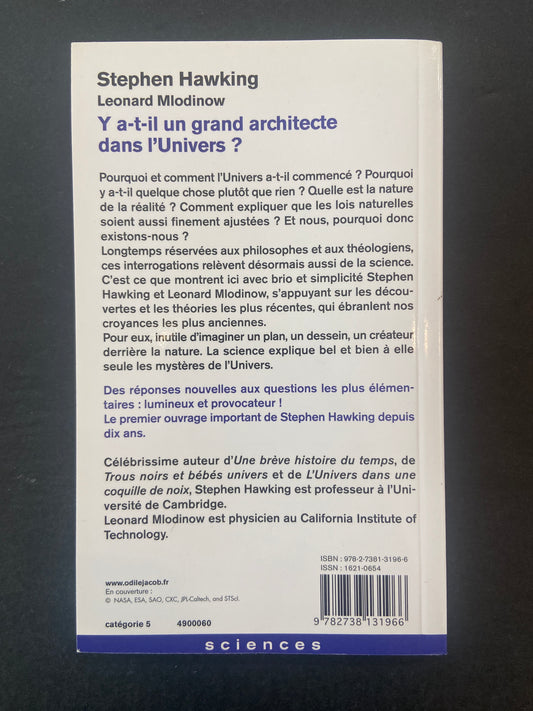 Stephen Hawking
Leonard Mlodinow
Y a-t-il un grand architecte
dans l'Univers ?
Pourquoi et comment l'Univers a-t-il commencé ? Pourquoi
y a-t-il quelque chose plutôt que rien ? Quelle est la nature
de la réalité ? Comment expliquer que les lois naturelles
soient aussi finement ajustées ? Et nous, pourquoi donc
existons-nous ?
Longtemps réservées aux philosophes et aux théologiens,
ces interrogations relèvent désormais aussi de la science.
C'est ce que montrent ici avec brio et simplicité Stephen
Hawking et Leonard Mlodinow, s'appuyant sur les décou-
vertes et les théories les plus récentes, qui ébranlent nos
croyances les plus anciennes.
Pour eux, inutile d'imaginer un plan, un dessein, un créateur
derrière la nature. La science explique bel et bien à elle
seule les mystères de l'Univers.
Des réponses nouvelles aux questions les plus élémen-
taires : lumineux et provocateur !
Le premier ouvrage important de Stephen Hawking depuis
dix ans.
Célébrissime auteur d'Une brève histoire du temps, de
Trous noirs et bébés univers et de L'Univers dans une
coquille de noix, Stephen Hawking est professeur à l'Uni-
versité de Cambridge.
Leonard Mlodinow est physicien au California Institute of
Technology.
ISBN : 978-2-7381-3196-6
ISSN : 1621-0654
www.odilejacob.fr
En couverture :
© NASA, ESA, SAO, CXC, JPL-Caltech, and STScI.
catégorie 5 4900060
9 782738 131966
sciences